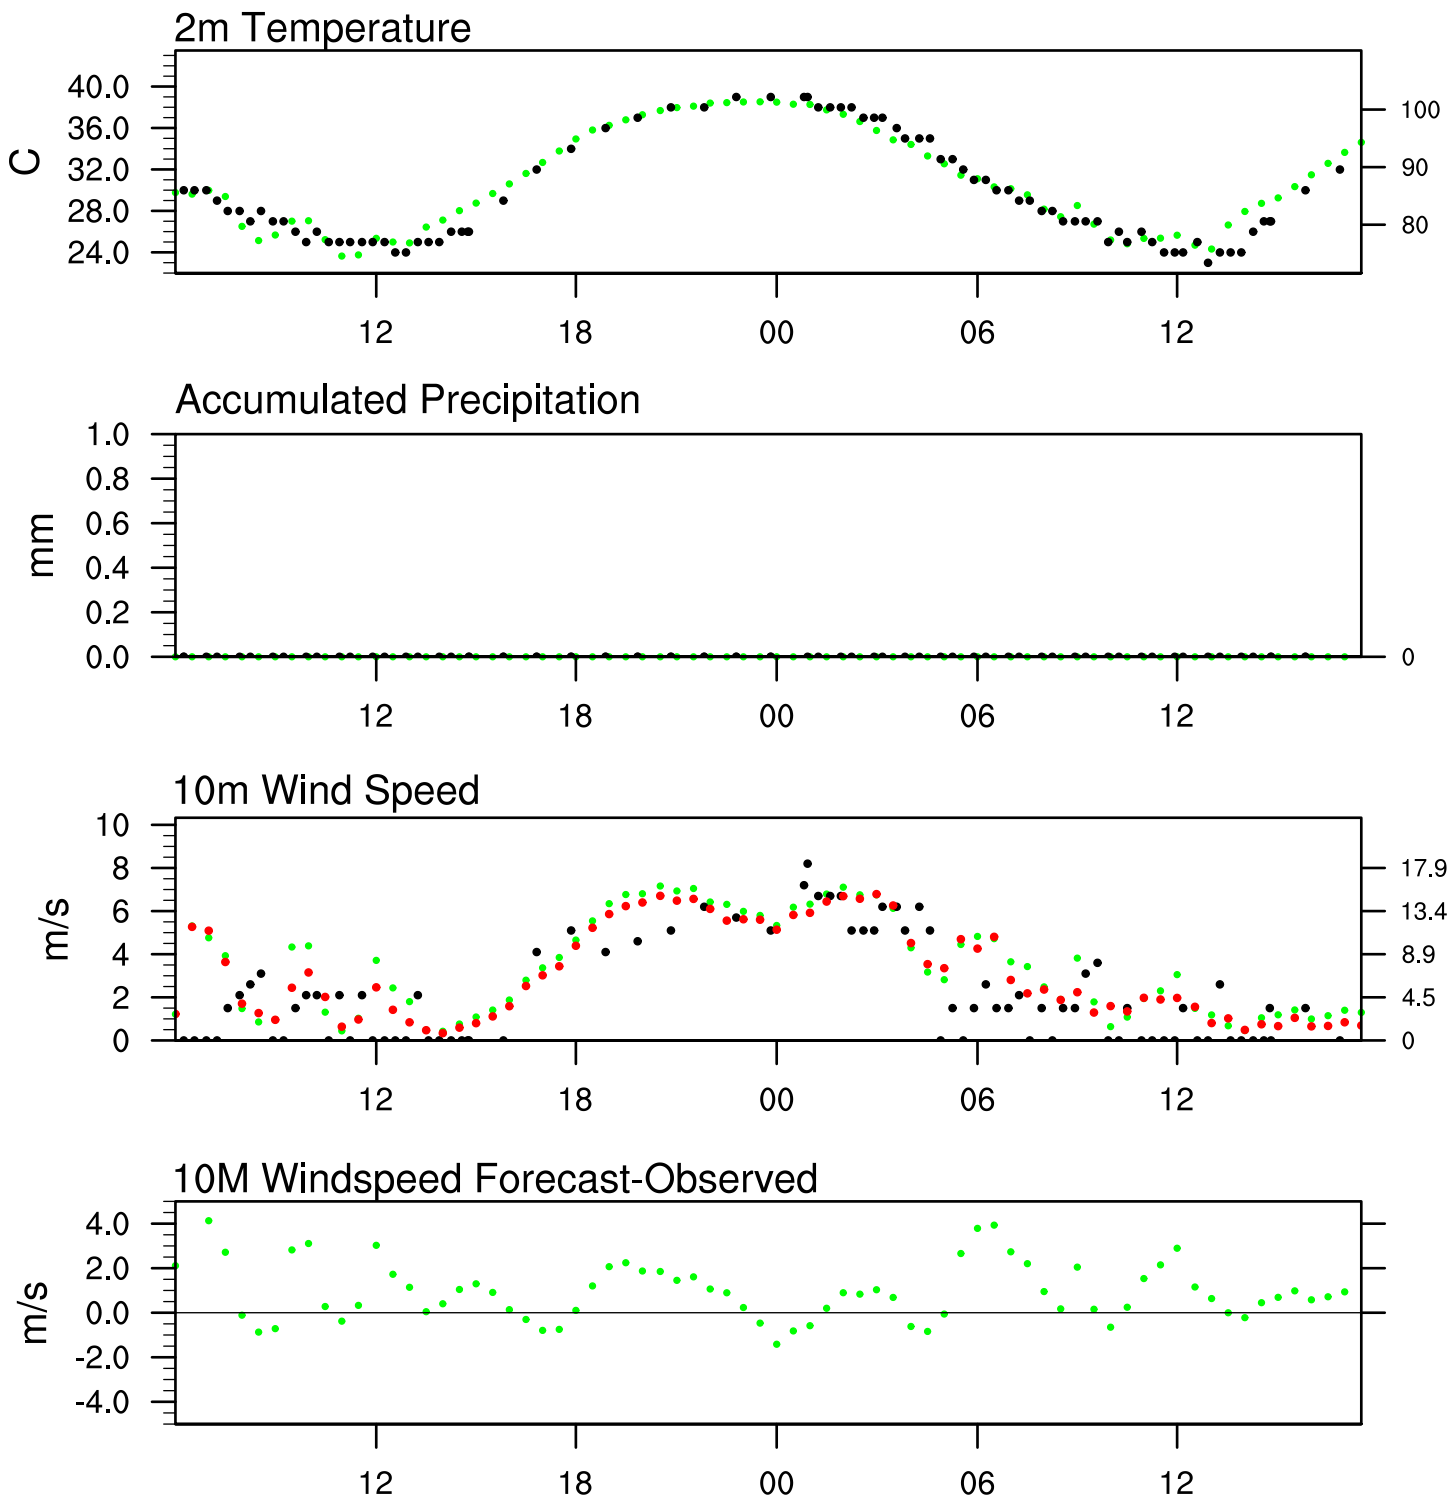 2m Temperature
C
40.0
36.0
32.0
28.0
24.0
100
90
80
12 18 00 06 12
Accumulated Precipitation
mm
1.0
0.8
0.6
0.4
0.2
0.0
0
12 18 00 06 12
10m Wind Speed
m/s
10
8
6
4
2
0
17.9
13.4
8.9
4.5
0
12 18 00 06 12
10M Windspeed Forecast-Observed
m/s
4.0
2.0
0.0
-2.0
-4.0
12 18 00 06 12